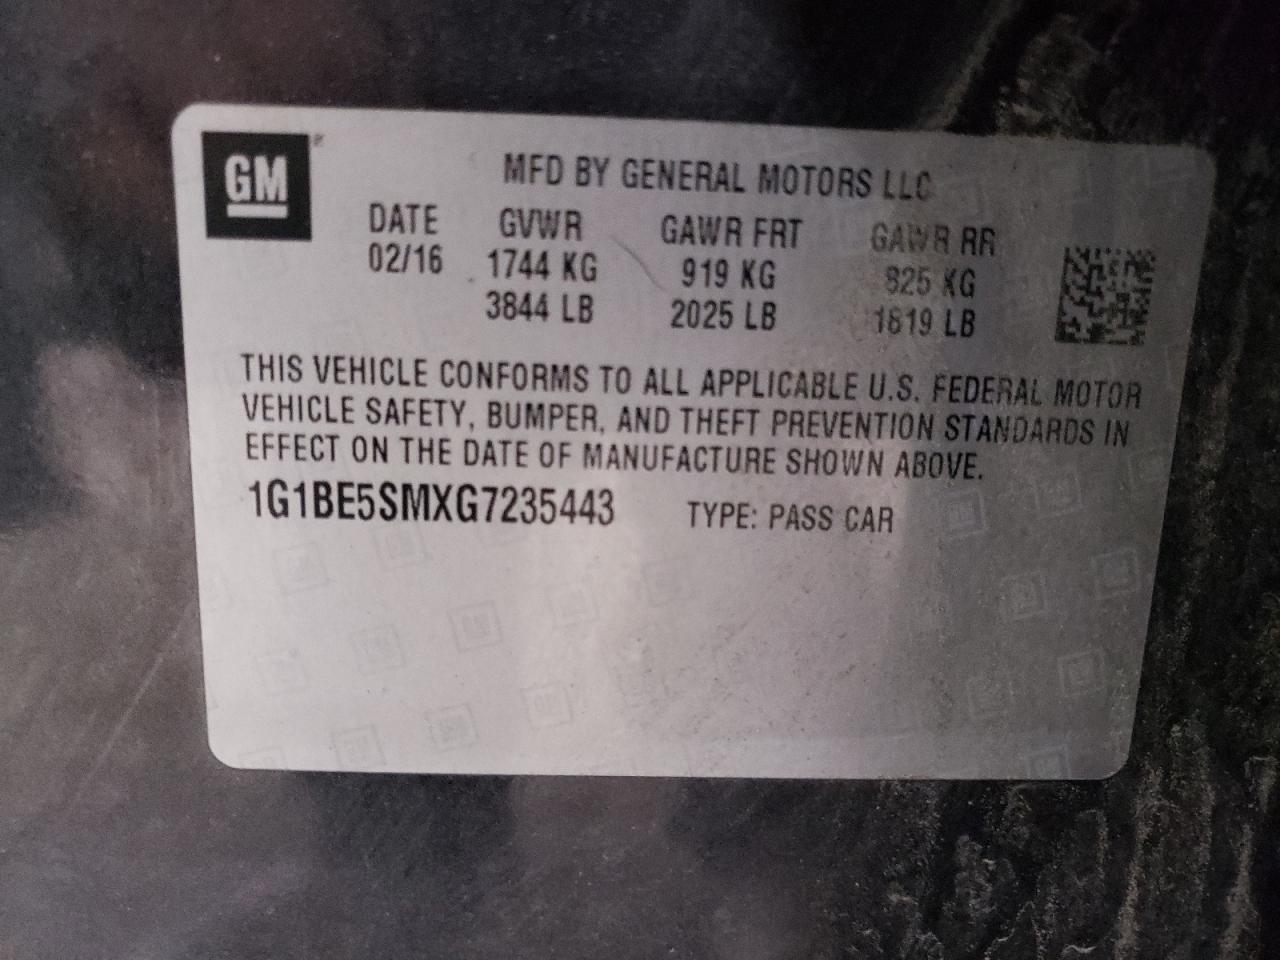 GM
MFD BY GENERAL MOTORS LLC
DATE GVWR GAWR FRT GAWR RR
02/16 1744 KG 919 KG 825 KG
3844 LB 2025 LB 1819 LB
THIS VEHICLE CONFORMS TO ALL APPLICABLE U.S. FEDERAL MOTOR
VEHICLE SAFETY, BUMPER, AND THEFT PREVENTION STANDARDS IN
EFFECT ON THE DATE OF MANUFACTURE SHOWN ABOVE.
1G1BE5SMXG7235443 TYPE: PASS CAR